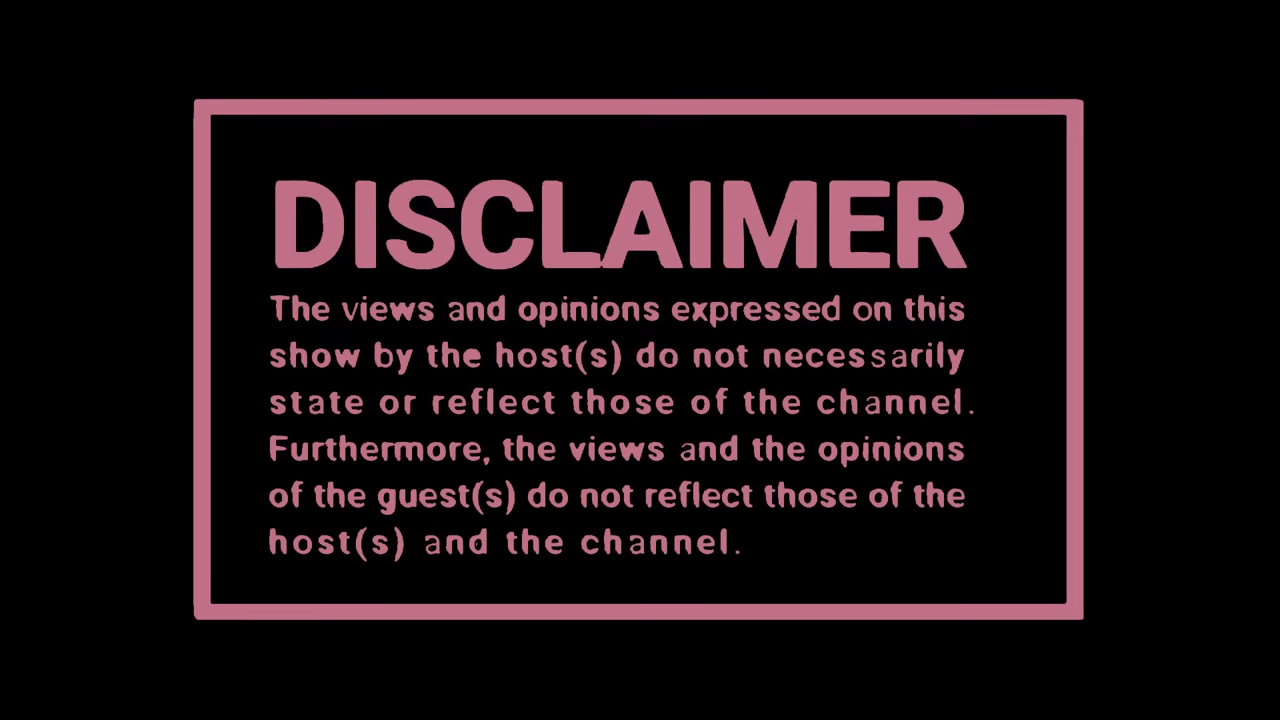 DISCLAIMER
The views and opinions expressed on this
show by the host(s) do not necessarily
state or reflect those of the channel.
Furthermore, the views and the opinions
of the guest(s) do not reflect those of the
host(s) and the channel.